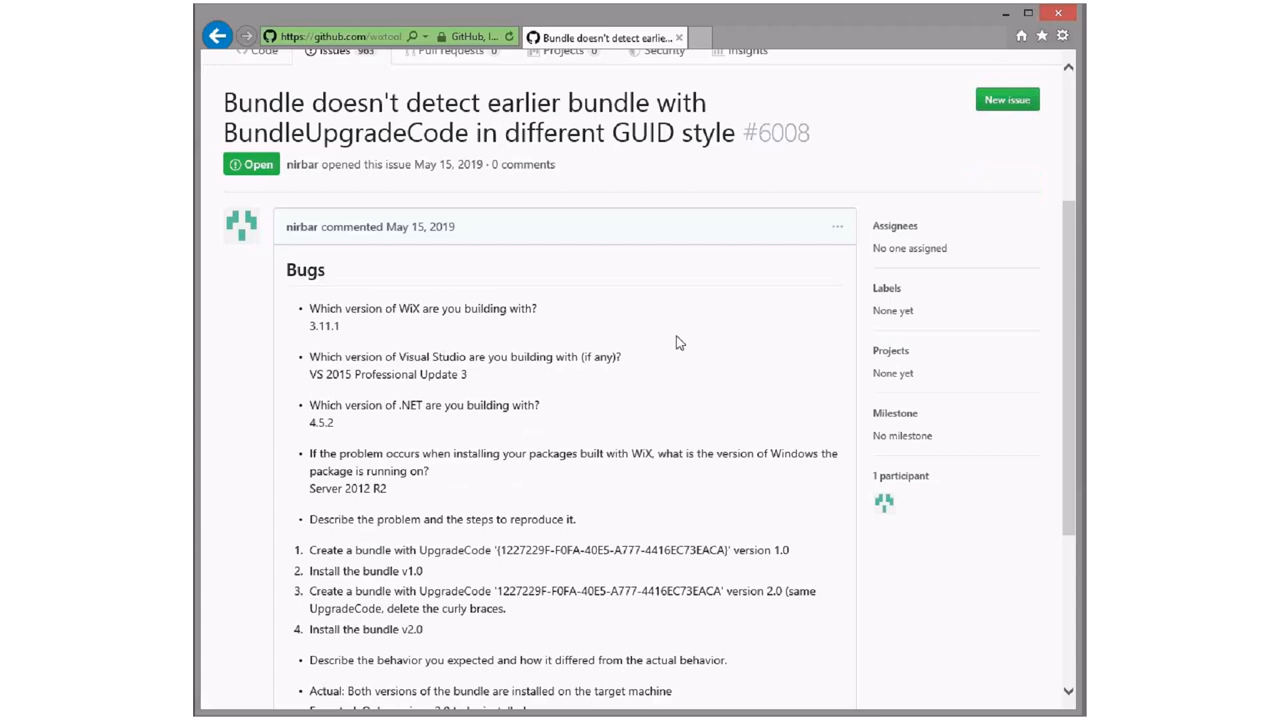 https://github.com/wixtool
GitHub, I...
Bundle doesn't detect earlie...
Code
Issues 963
Pull requests 0
Projects 0
Security
Insights
Bundle doesn't detect earlier bundle with
BundleUpgradeCode in different GUID style #6008
New issue
Open
nirbar opened this issue May 15, 2019 · 0 comments
nirbar commented May 15, 2019
Bugs
• Which version of WiX are you building with?
3.11.1
• Which version of Visual Studio are you building with (if any)?
VS 2015 Professional Update 3
• Which version of .NET are you building with?
4.5.2
• If the problem occurs when installing your packages built with WiX, what is the version of Windows the
package is running on?
Server 2012 R2
• Describe the problem and the steps to reproduce it.
1. Create a bundle with UpgradeCode '{1227229F-F0FA-40E5-A777-4416EC73EACA}' version 1.0
2. Install the bundle v1.0
3. Create a bundle with UpgradeCode '1227229F-F0FA-40E5-A777-4416EC73EACA' version 2.0 (same
UpgradeCode, delete the curly braces.
4. Install the bundle v2.0
• Describe the behavior you expected and how it differed from the actual behavior.
• Actual: Both versions of the bundle are installed on the target machine
Assignees
No one assigned
Labels
None yet
Projects
None yet
Milestone
No milestone
1 participant